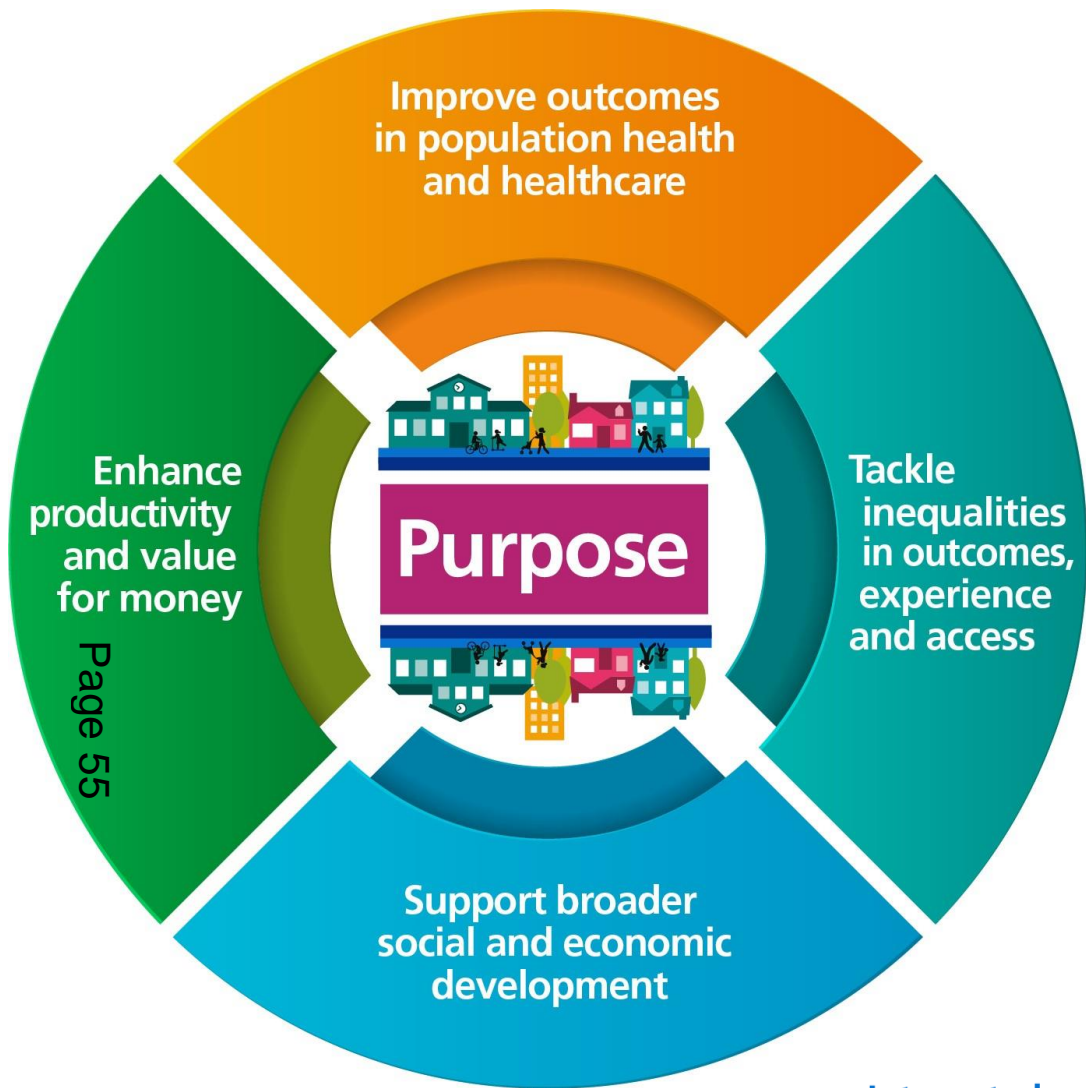 Improve outcomes
in population health
and healthcare
Enhance
productivity
and value
for money
Purpose
Tackle
inequalities
in outcomes,
experience
and access
Support broader
social and economic
development
Page 55